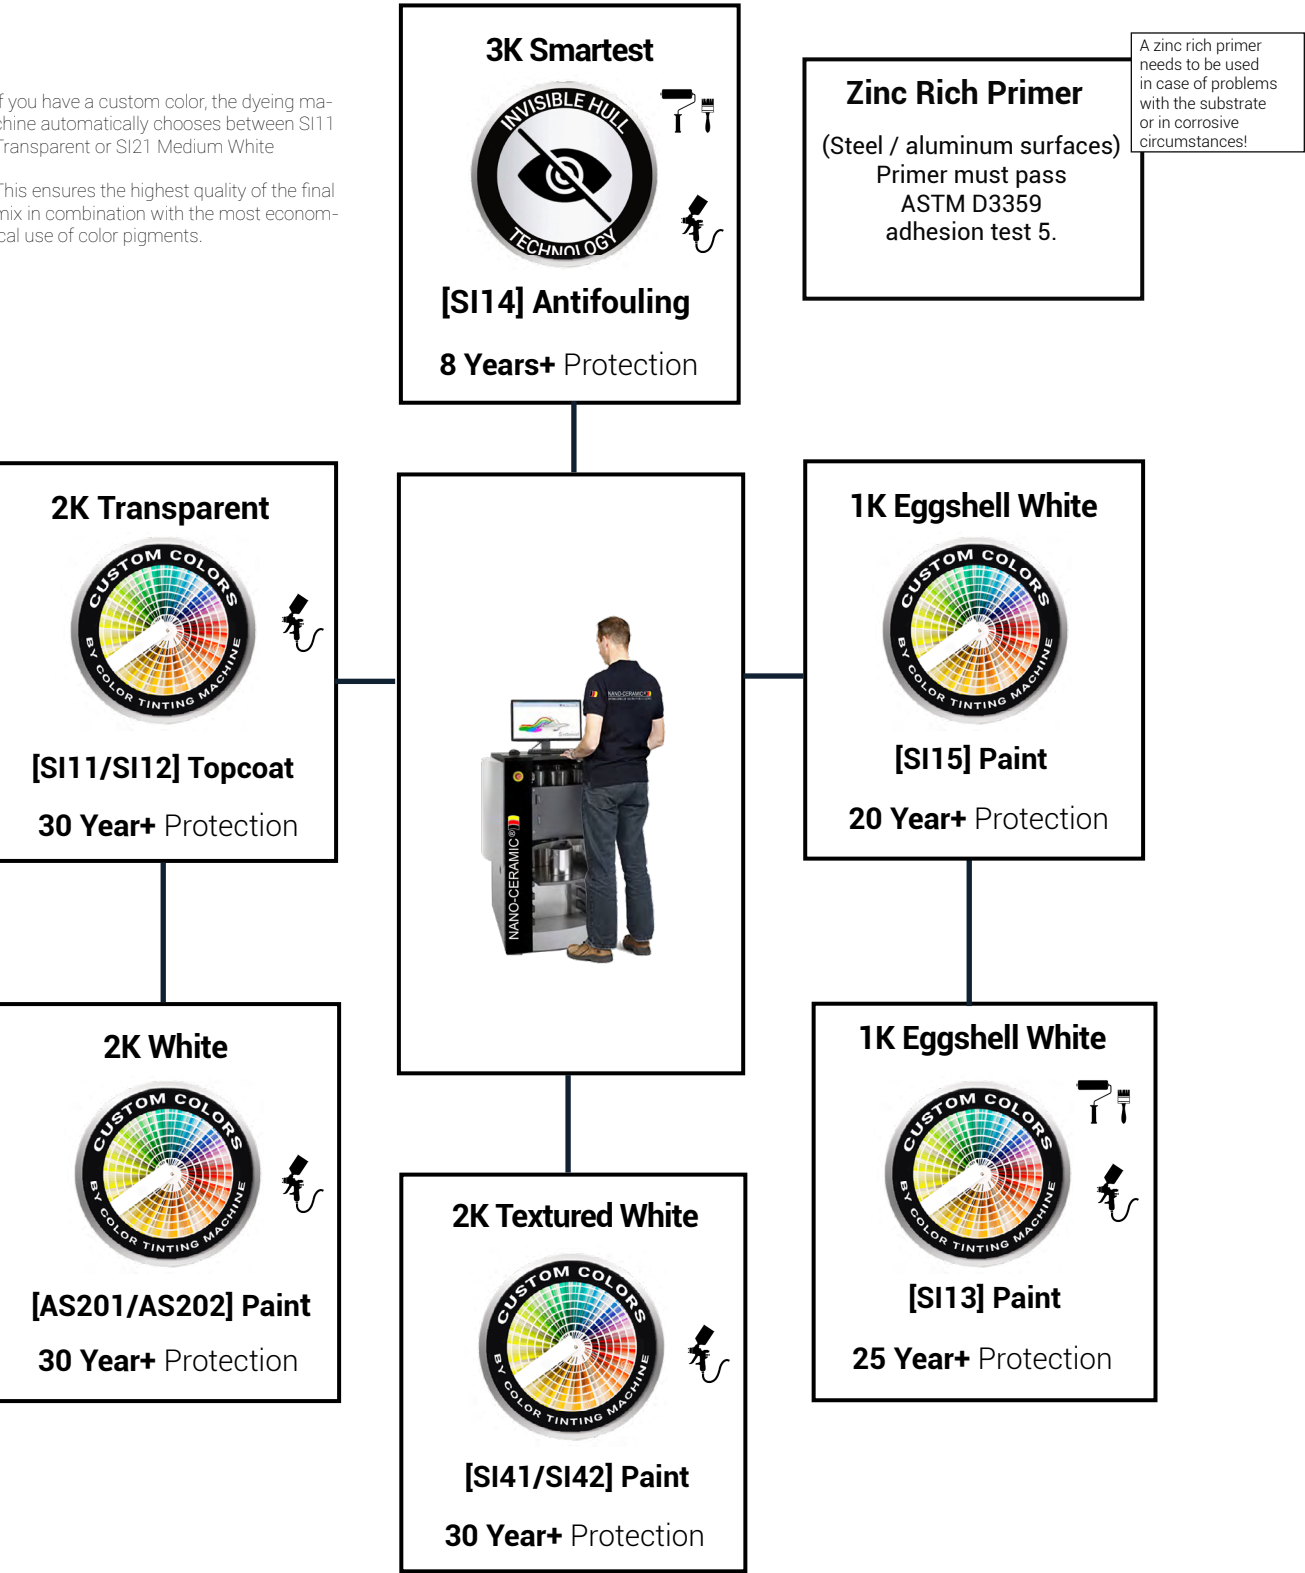 If you have a custom color, the dyeing ma-
chine automatically chooses between SI11
Transparent or SI21 Medium White
This ensures the highest quality of the final
mix in combination with the most econom-
ical use of color pigments.
3K Smartest
INVISIBLE HULL
TECHNOLOGY
[SI14] Antifouling
8 Years+ Protection
Zinc Rich Primer
(Steel / aluminum surfaces)
Primer must pass
ASTM D3359
adhesion test 5.
A zinc rich primer
needs to be used
in case of problems
with the substrate
or in corrosive
circumstances!
2K Transparent
CUSTOM COLORS
BY COLOR TINTING MACHINE
[SI11/SI12] Topcoat
30 Year+ Protection
NANO-CERAMIC®
NANO-CERAMIC®
1K Eggshell White
CUSTOM COLORS
BY COLOR TINTING MACHINE
[SI15] Paint
20 Year+ Protection
2K White
CUSTOM COLORS
BY COLOR TINTING MACHINE
[AS201/AS202] Paint
30 Year+ Protection
2K Textured White
CUSTOM COLORS
BY COLOR TINTING MACHINE
[SI41/SI42] Paint
30 Year+ Protection
1K Eggshell White
CUSTOM COLORS
BY COLOR TINTING MACHINE
[SI13] Paint
25 Year+ Protection